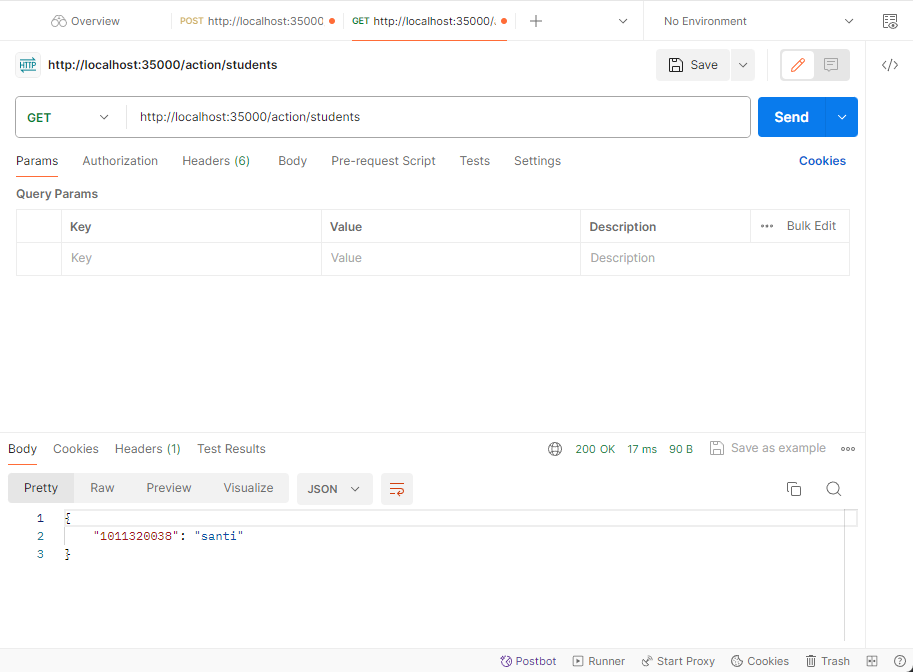 Overview POST http://localhost:35000 GET http://localhost:35000/. No Environment
HTTP http://localhost:35000/action/students Save
GET http://localhost:35000/action/students Send
Params Authorization Headers (6) Body Pre-request Script Tests Settings Cookies
Query Params
Key Value Description Bulk Edit
Key Value Description
Body Cookies Headers (1) Test Results 200 OK 17 ms 90 B Save as example
Pretty Raw Preview Visualize JSON
1 {
2 "1011320038": "santi"
3 }
Postbot Runner Start Proxy Cookies Trash